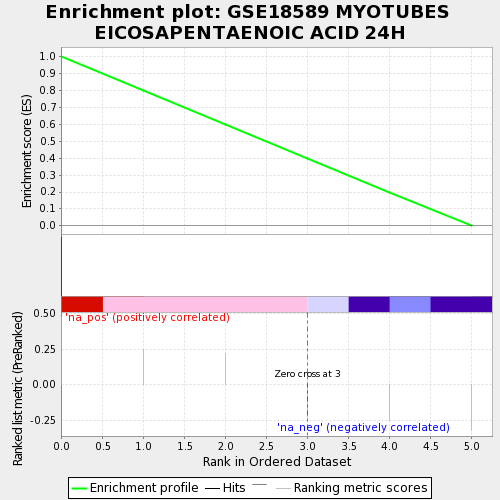 Enrichment plot: GSE18589 MYOTUBES
EICOSAPENTAENOIC ACID 24H
Enrichment score (ES)
1.0
0.9
0.8
0.7
0.6
0.5
0.4
0.3
0.2
0.1
0.0
Ranked list metric (PreRanked)
0.50
0.25
0.00
-0.25
'na_pos' (positively correlated)
Zero cross at 3
'na_neg' (negatively correlated)
0.0 0.5 1.0 1.5 2.0 2.5 3.0 3.5 4.0 4.5 5.0
Rank in Ordered Dataset
Enrichment profile Hits Ranking metric scores